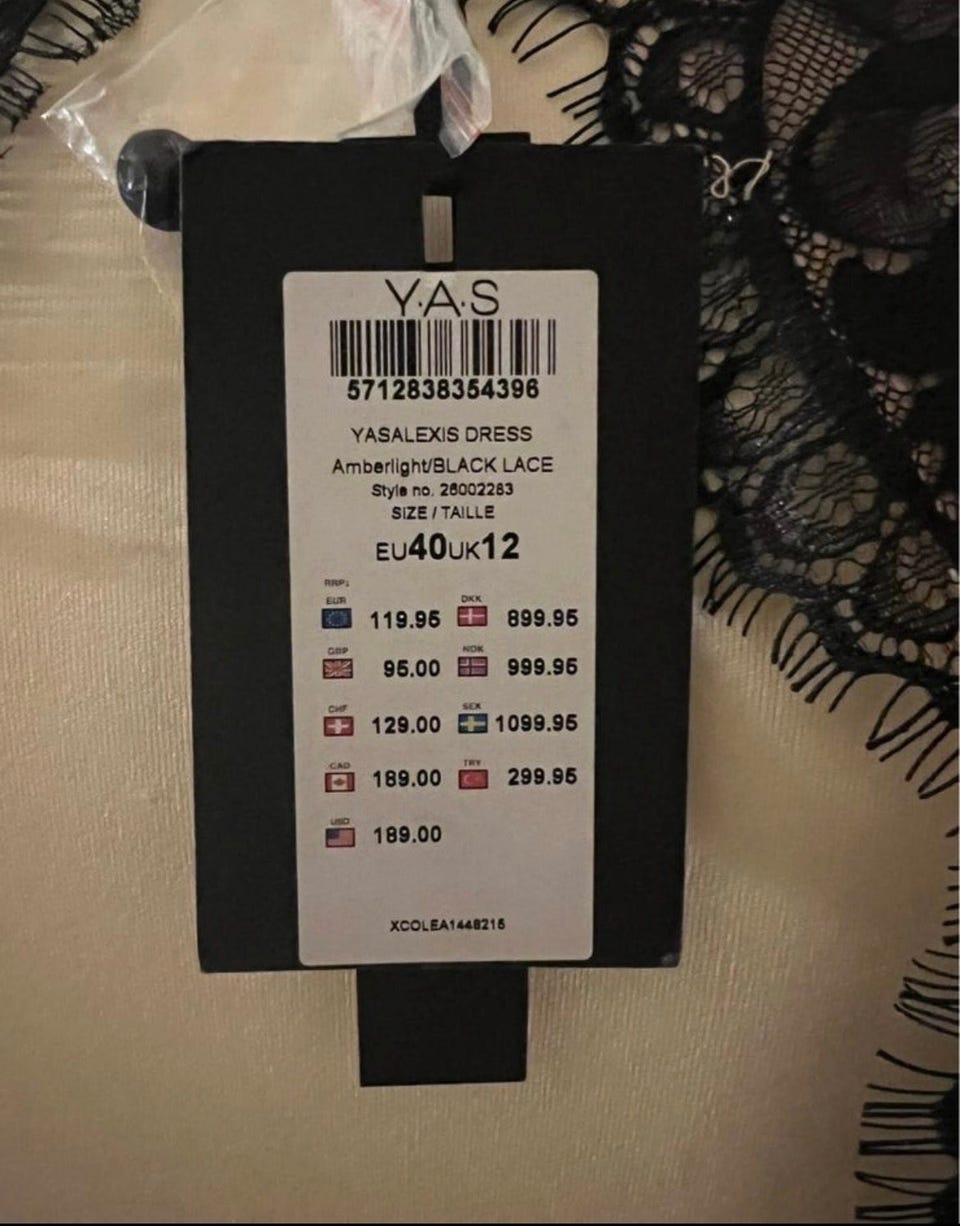 Y·A·S
5712838354396
YASALEXIS DRESS
Amberlight/BLACK LACE
Style no. 26002283
SIZE / TAILLE
EU40UK12
RRP:
EUR 119.95 DKK 899.95
GBP 95.00 NOK 999.95
CHF 129.00 SEK 1099.95
CAD 189.00 TRY 299.95
USD 189.00
XCOLEA1448215